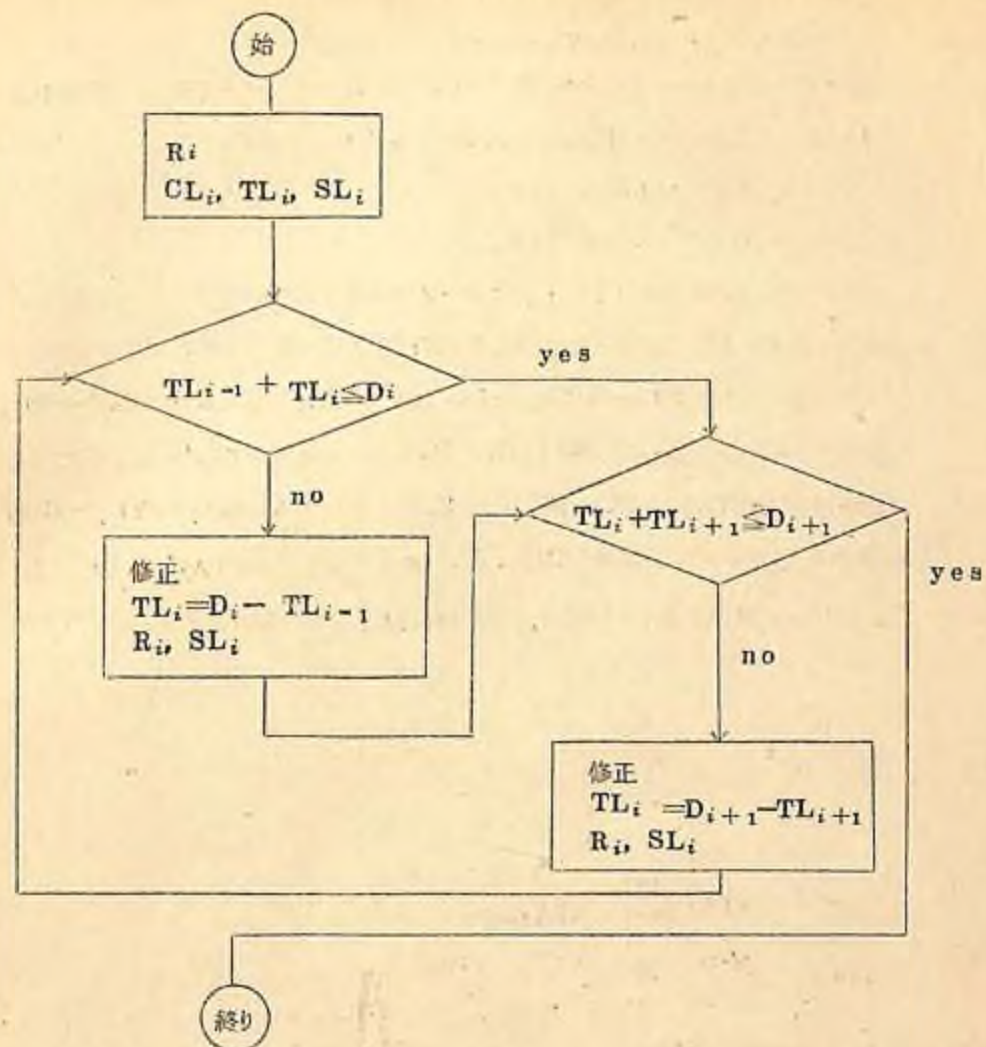 始
Ri
CLi, TLi, SLi
TLi-1 + TLi≦Di
yes
no
修正
TLi=Di- TLi-1
Ri, SLi
TLi+TLi+1≦Di+1
yes
no
修正
TLi =Di+1-TLi+1
Ri, SLi
終り